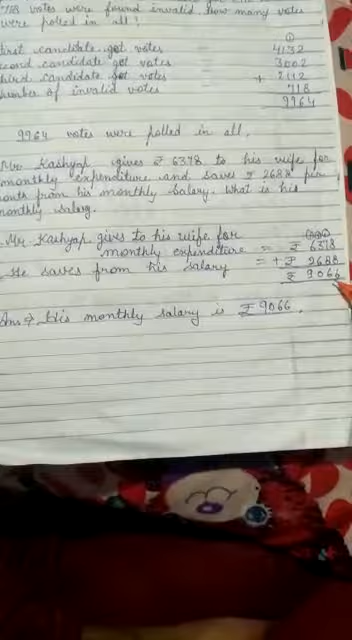 718 votes were found invalid. how many votes
were polled in all?
①
First candidate got votes 4132
second candidate got votes 3002
third candidate got votes + 2112
number of invalid votes 718
9964
9964 votes were polled in all.
Mr Kashyap gives ₹ 6378 to his wife for
monthly expenditure and saves ₹ 2688 per
month from his monthly salary. What is his
monthly salary.
Mr. Kashyap gives to his wife for
monthly expenditure = ₹ 6378
He saves from his salary = + ₹ 2688
₹ 9066
Ans → His monthly salary is ₹ 9066.